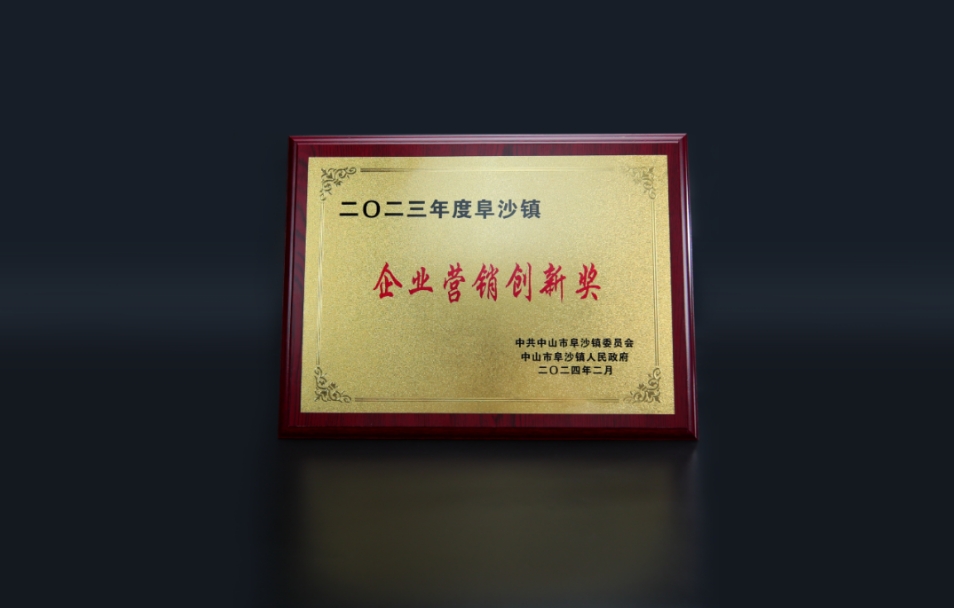 二〇二三年度阜沙镇
企业营销创新奖
中共中山市阜沙镇委员会
中山市阜沙镇人民政府
二〇二四年二月